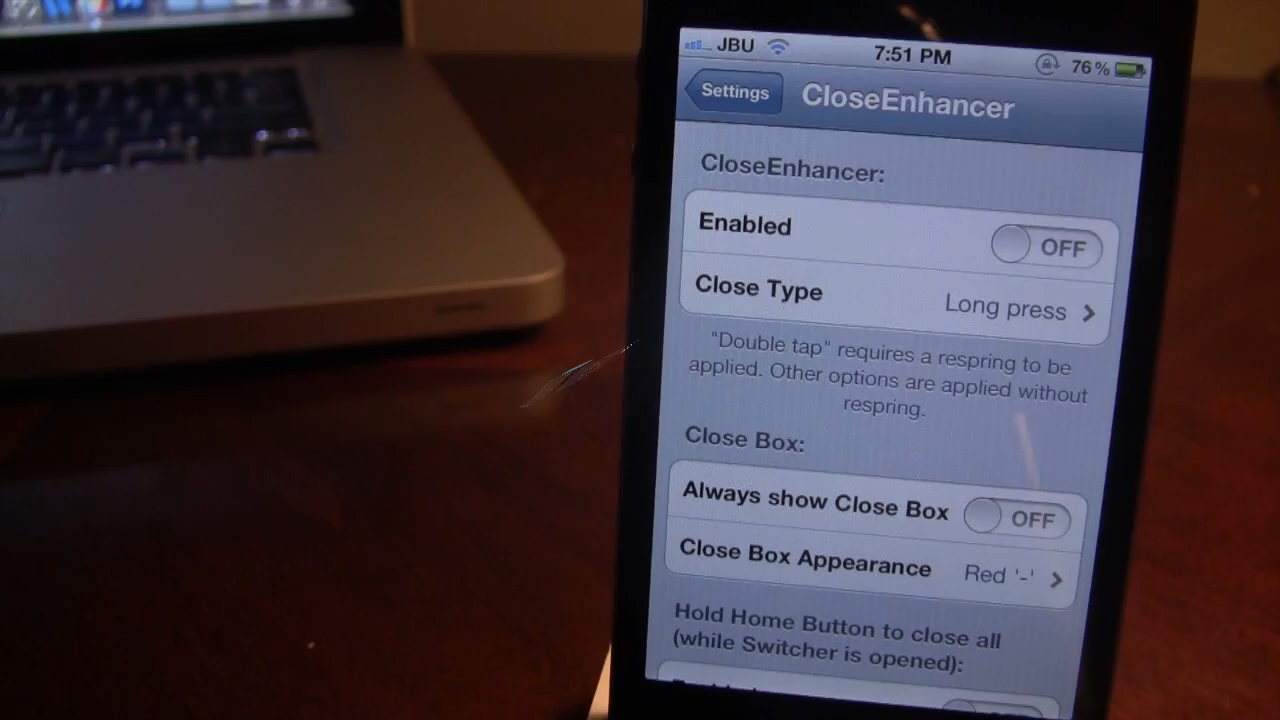 JBU 7:51 PM 76%
Settings CloseEnhancer
CloseEnhancer:
Enabled OFF
Close Type Long press
"Double tap" requires a respring to be
applied. Other options are applied without
respring.
Close Box:
Always show Close Box OFF
Close Box Appearance Red '-'
Hold Home Button to close all
(while Switcher is opened):